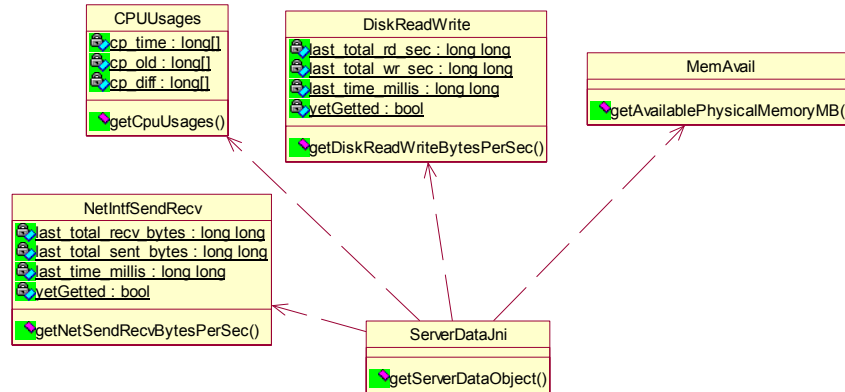 CPUUsages
cp_time : long[]
cp_old : long[]
cp_diff : long[]
getCpuUsages()
DiskReadWrite
last_total_rd_sec : long long
last_total_wr_sec : long long
last_time_millis : long long
yetGetted : bool
getDiskReadWriteBytesPerSec()
MemAvail
getAvailablePhysicalMemoryMB(
NetIntfSendRecv
last_total_recv_bytes : long long
last_total_sent_bytes : long long
last_time_millis : long long
yetGetted : bool
getNetSendRecvBytesPerSec()
ServerDataJni
getServerDataObject()